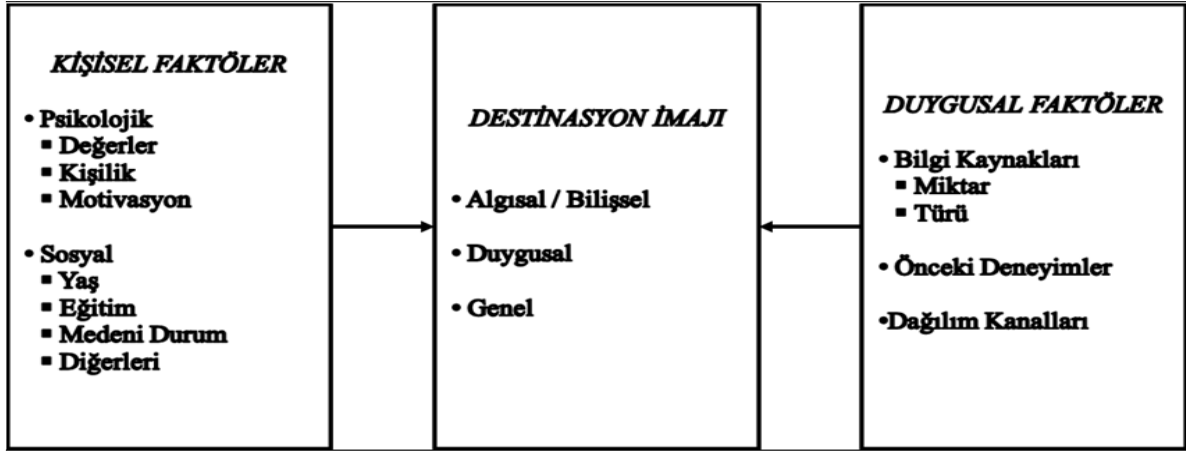 KİŞİSEL FAKTÖLER
• Psikolojik
▪ Değerler
▪ Kişilik
▪ Motivasyon
• Sosyal
▪ Yaş
▪ Eğitim
▪ Medeni Durum
▪ Diğerleri
DESTİNASYON İMAJI
• Algısal / Bilişsel
• Duygusal
• Genel
DUYGUSAL FAKTÖLER
• Bilgi Kaynakları
▪ Miktar
▪ Türü
• Önceki Deneyimler
•Dağılım Kanalları